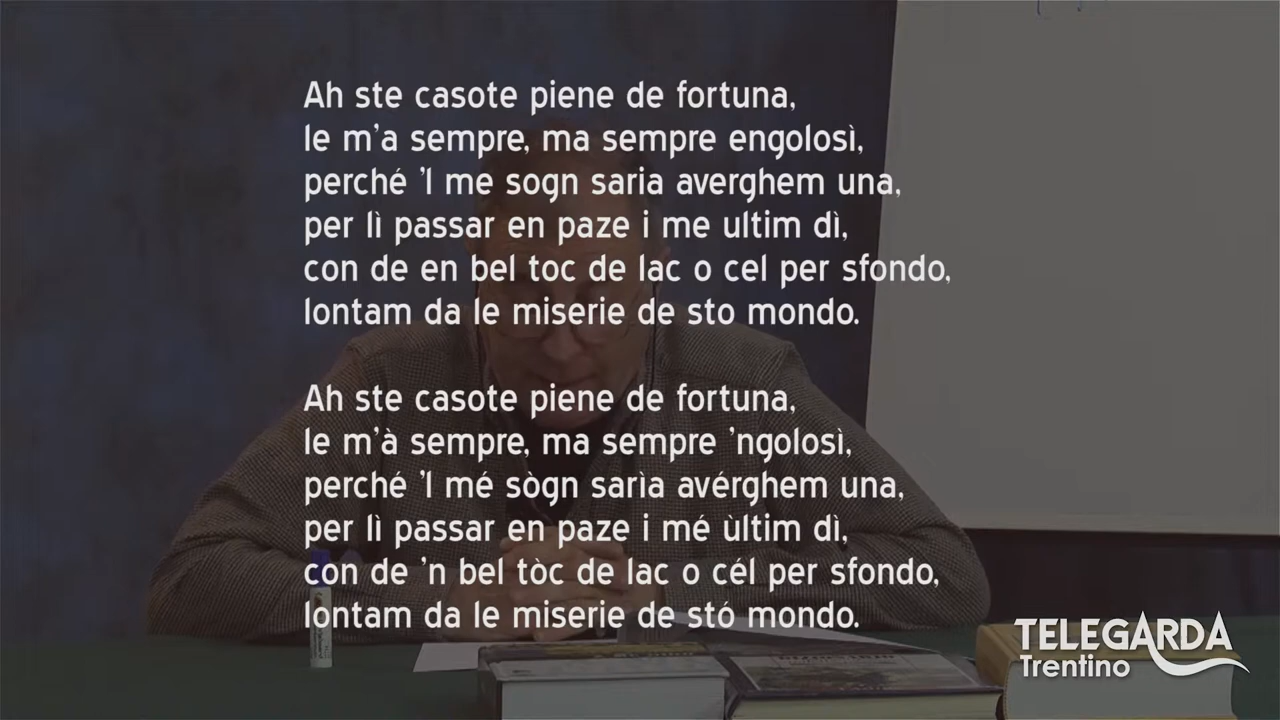 Ah ste casote piene de fortuna,
le m'a sempre, ma sempre engolosì,
perché 'l me sogn saria averghem una,
per lì passar en paze i me ultim dì,
con de en bel toc de lac o cel per sfondo,
lontam da le miserie de sto mondo.
Ah ste casote piene de fortuna,
le m'à sempre, ma sempre 'ngolosì,
perché 'l mé sògn sarìa avérghem una,
per lì passar en paze i mé ùltim dì,
con de 'n bel tòc de lac o cél per sfondo,
lontam da le miserie de stó mondo.
TELEGARDA
Trentino